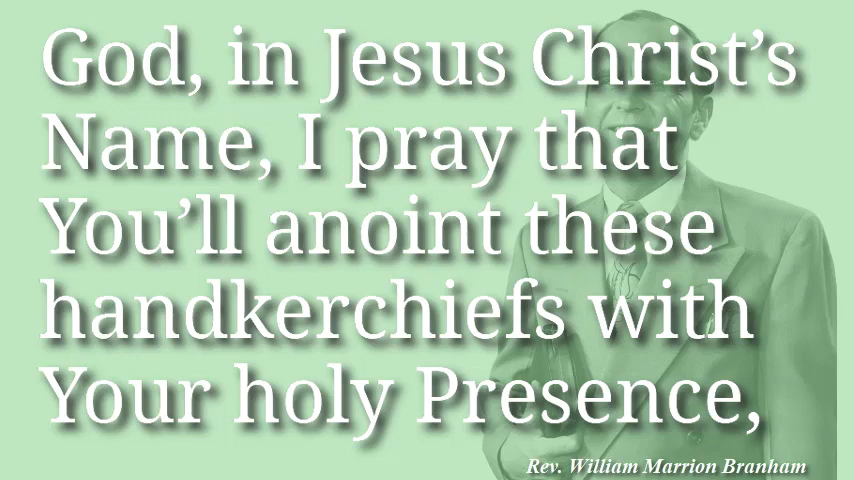 God, in Jesus Christ’s
Name, I pray that
You’ll anoint these
handkerchiefs with
Your holy Presence,
Rev. William Marrion Branham